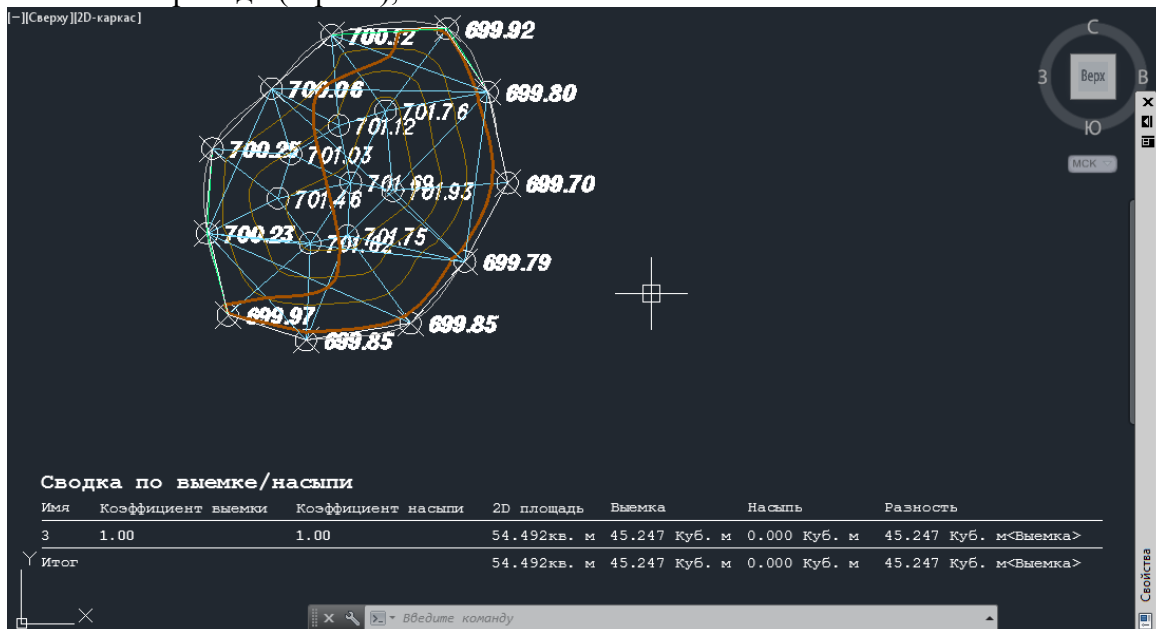 [−][Сверху][2D-каркас]
700.12
699.92
С
З
Верх
В
Ю
МСК
700.06
699.80
701.76
701.12
700.25
701.03
701.69
701.93
699.70
701.46
700.23
701.75
699.79
699.97
699.85
699.85
Сводка по выемке/насыпи
Имя Коэффициент выемки Коэффициент насыпи 2D площадь Выемка Насыпь Разность
3 1.00 1.00 54.492кв. м 45.247 Куб. м 0.000 Куб. м 45.247 Куб. м<Выемка>
Y Итог 54.492кв. м 45.247 Куб. м 0.000 Куб. м 45.247 Куб. м<Выемка>
X
Введите команду
Свойства